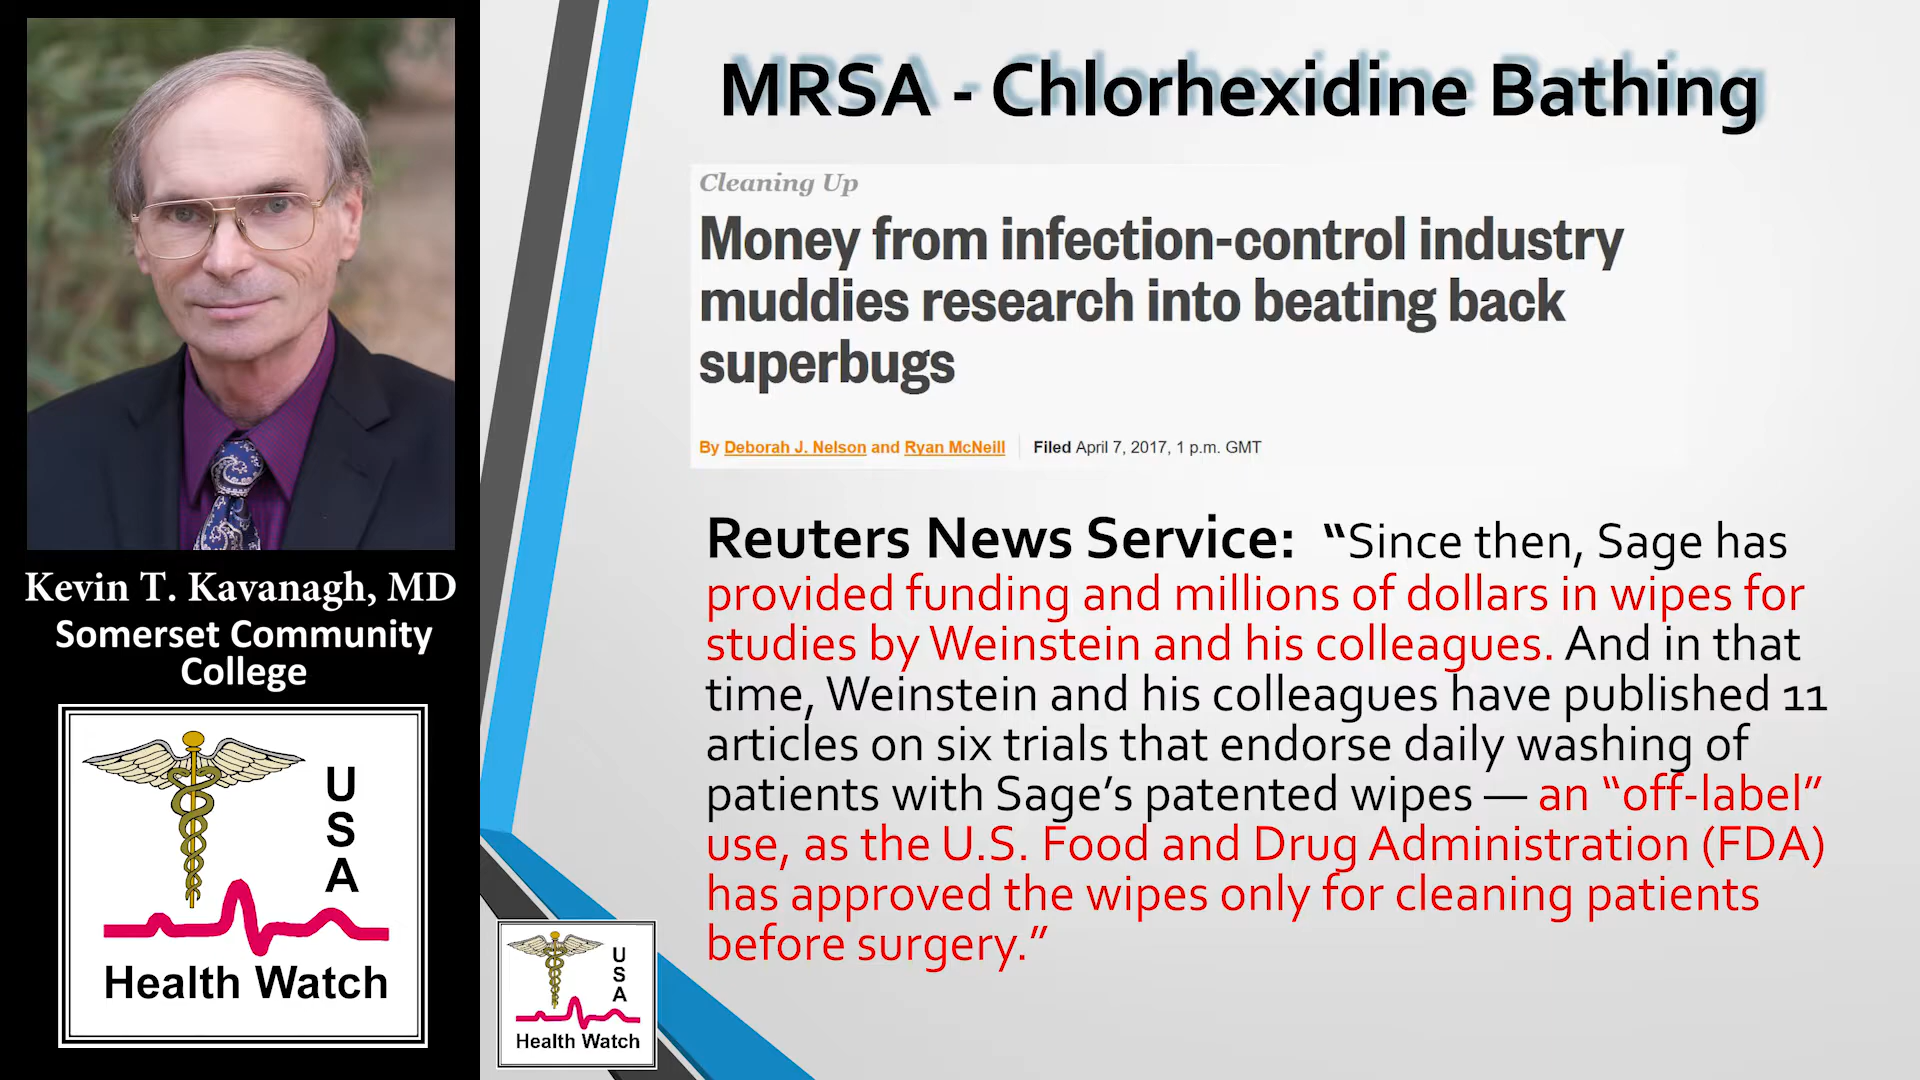 Kevin T. Kavanagh, MD
Somerset Community
College
USA
Health Watch
MRSA - Chlorhexidine Bathing
Cleaning Up
Money from infection-control industry
muddies research into beating back
superbugs
By Deborah J. Nelson and Ryan McNeill | Filed April 7, 2017, 1 p.m. GMT
Reuters News Service: “Since then, Sage has
provided funding and millions of dollars in wipes for
studies by Weinstein and his colleagues. And in that
time, Weinstein and his colleagues have published 11
articles on six trials that endorse daily washing of
patients with Sage’s patented wipes — an “off-label”
use, as the U.S. Food and Drug Administration (FDA)
has approved the wipes only for cleaning patients
before surgery.”
USA
Health Watch